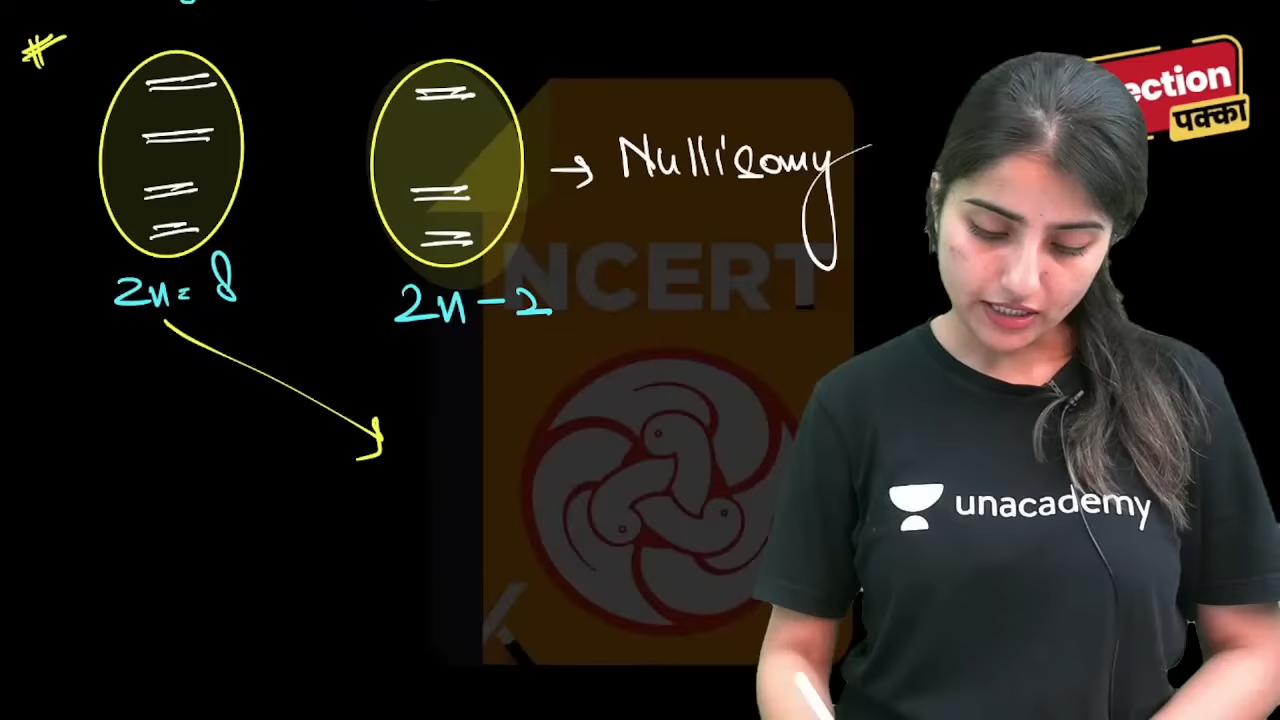 #
ection
पक्का
→ Nullisomy
2n = 8
2n - 2
NCERT
unacademy